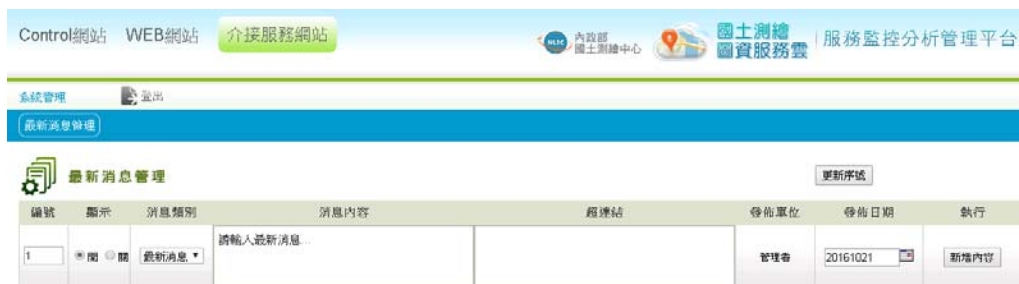 Control網站 WEB網站 介接服務網站 NLSC 內政部 國土測繪中心 國土測繪 圖資服務雲 服務監控分析管理平台
系統管理 登出
最新消息管理
最新消息管理 更新序號
編號 顯示 消息類別 消息內容 超連結 發佈單位 發佈日期 執行
1 開 關 最新消息 請輸入最新消息... 管理者 20161021 新增內容